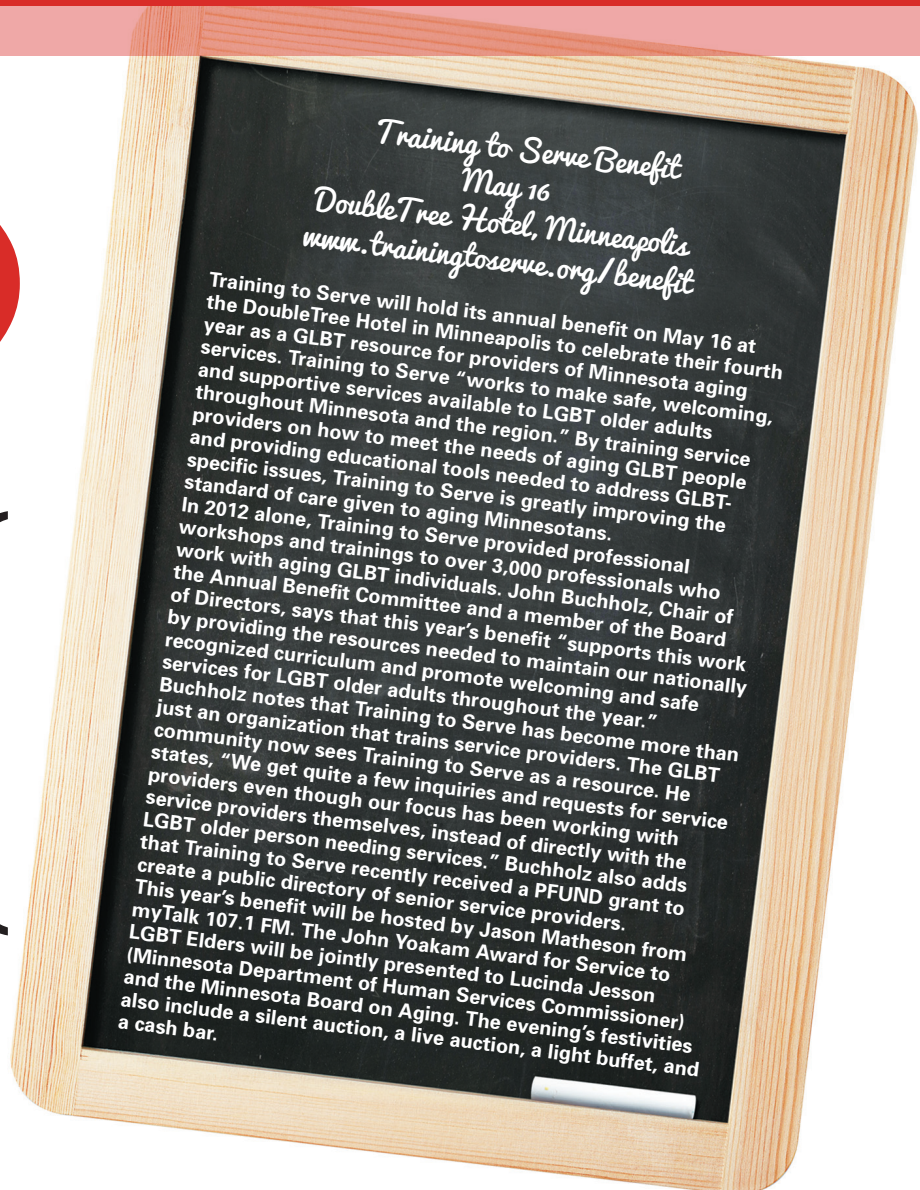 Training to Serve Benefit
May 16
DoubleTree Hotel, Minneapolis
www.trainingtoserve.org/benefit
Training to Serve will hold its annual benefit on May 16 at
the DoubleTree Hotel in Minneapolis to celebrate their fourth
year as a GLBT resource for providers of Minnesota aging
services. Training to Serve “works to make safe, welcoming,
and supportive services available to LGBT older adults
throughout Minnesota and the region.” By training service
providers on how to meet the needs of aging GLBT people
and providing educational tools needed to address GLBT-
specific issues, Training to Serve is greatly improving the
standard of care given to aging Minnesotans.
In 2012 alone, Training to Serve provided professional
workshops and trainings to over 3,000 professionals who
work with aging GLBT individuals. John Buchholz, Chair of
the Annual Benefit Committee and a member of the Board
of Directors, says that this year’s benefit “supports this work
by providing the resources needed to maintain our nationally
recognized curriculum and promote welcoming and safe
services for LGBT older adults throughout the year.”
Buchholz notes that Training to Serve has become more than
just an organization that trains service providers. The GLBT
community now sees Training to Serve as a resource. He
states, “We get quite a few inquiries and requests for service
providers even though our focus has been working with
service providers themselves, instead of directly with the
LGBT older person needing services.” Buchholz also adds
that Training to Serve recently received a PFUND grant to
create a public directory of senior service providers.
This year’s benefit will be hosted by Jason Matheson from
myTalk 107.1 FM. The John Yoakam Award for Service to
LGBT Elders will be jointly presented to Lucinda Jesson
(Minnesota Department of Human Services Commissioner)
and the Minnesota Board on Aging. The evening’s festivities
also include a silent auction, a live auction, a light buffet, and
a cash bar.